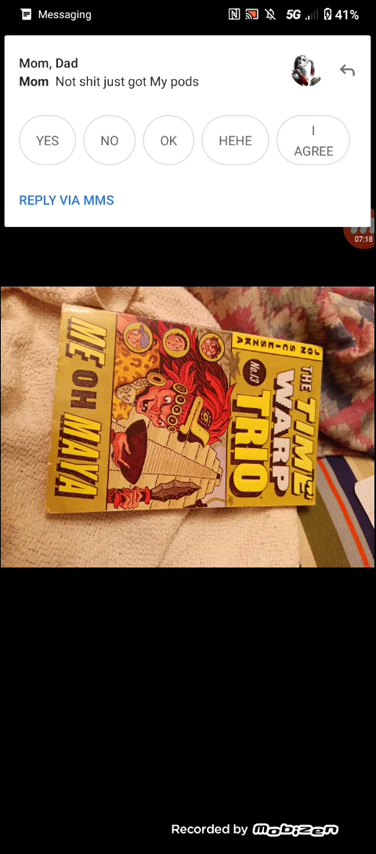 Messaging
5G 41%
Mom, Dad
Mom Not shit just got My pods
YES
NO
OK
HEHE
I
AGREE
REPLY VIA MMS
07:18
JON SCIESZKA
THE TIME
WARP
TRIO
No.13
ME OH MAYA
Recorded by mobizen